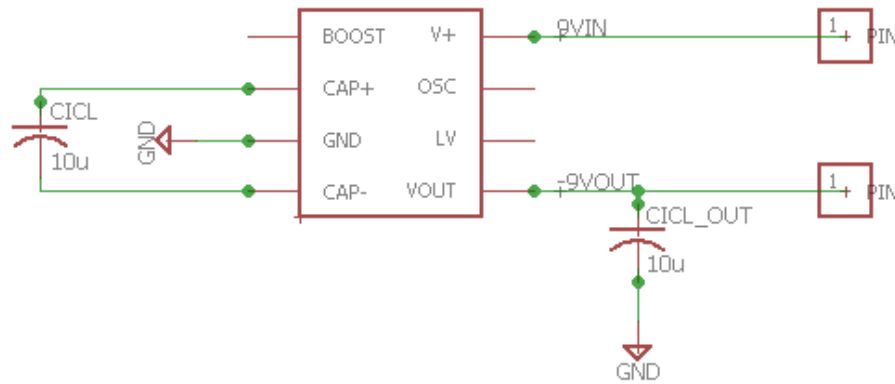 BOOST V+ 9VIN 1 PIN
CAP+ OSC
CICL
10u
GND GND LV
CAP- VOUT -9VOUT 1 PIN
CICL_OUT
10u
GND